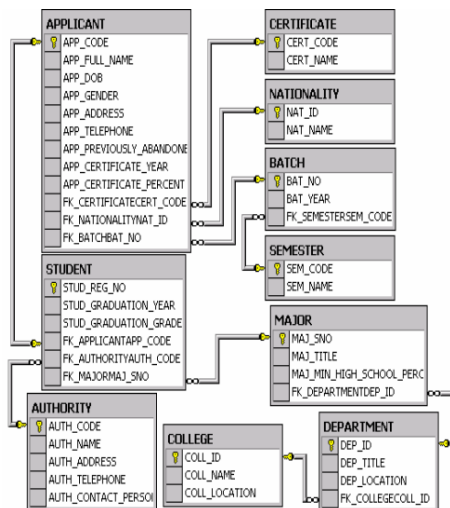 APPLICANT
APP_CODE
APP_FULL_NAME
APP_DOB
APP_GENDER
APP_ADDRESS
APP_TELEPHONE
APP_PREVIOUSLY_ABANDONE
APP_CERTIFICATE_YEAR
APP_CERTIFICATE_PERCENT
FK_CERTIFICATECERT_CODE
FK_NATIONALITYNAT_ID
FK_BATCHBAT_NO
CERTIFICATE
CERT_CODE
CERT_NAME
NATIONALITY
NAT_ID
NAT_NAME
BATCH
BAT_NO
BAT_YEAR
FK_SEMESTERSEM_CODE
SEMESTER
SEM_CODE
SEM_NAME
STUDENT
STUD_REG_NO
STUD_GRADUATION_YEAR
STUD_GRADUATION_GRADE
FK_APPLICANTAPP_CODE
FK_AUTHORITYAUTH_CODE
FK_MAJORMAJ_SNO
MAJOR
MAJ_SNO
MAJ_TITLE
MAJ_MIN_HIGH_SCHOOL_PERC
FK_DEPARTMENTDEP_ID
AUTHORITY
AUTH_CODE
AUTH_NAME
AUTH_ADDRESS
AUTH_TELEPHONE
AUTH_CONTACT_PERSO
COLLEGE
COLL_ID
COLL_NAME
COLL_LOCATION
DEPARTMENT
DEP_ID
DEP_TITLE
DEP_LOCATION
FK_COLLEGECOLL_ID